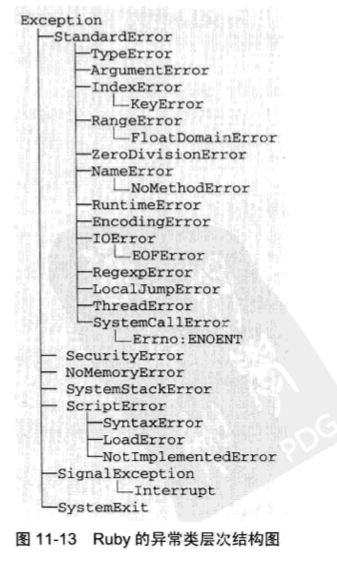 Exception
StandardError
TypeError
ArgumentError
IndexError
KeyError
RangeError
FloatDomainError
ZeroDivisionError
NameError
NoMethodError
RuntimeError
EncodingError
IOError
EOFError
RegexpError
LocalJumpError
ThreadError
SystemCallError
Errno:ENOENT
SecurityError
NoMemoryError
SystemStackError
ScriptError
SyntaxError
LoadError
NotImplementedError
SignalException
Interrupt
SystemExit
PDG
图 11-13 Ruby 的异常类层次结构图